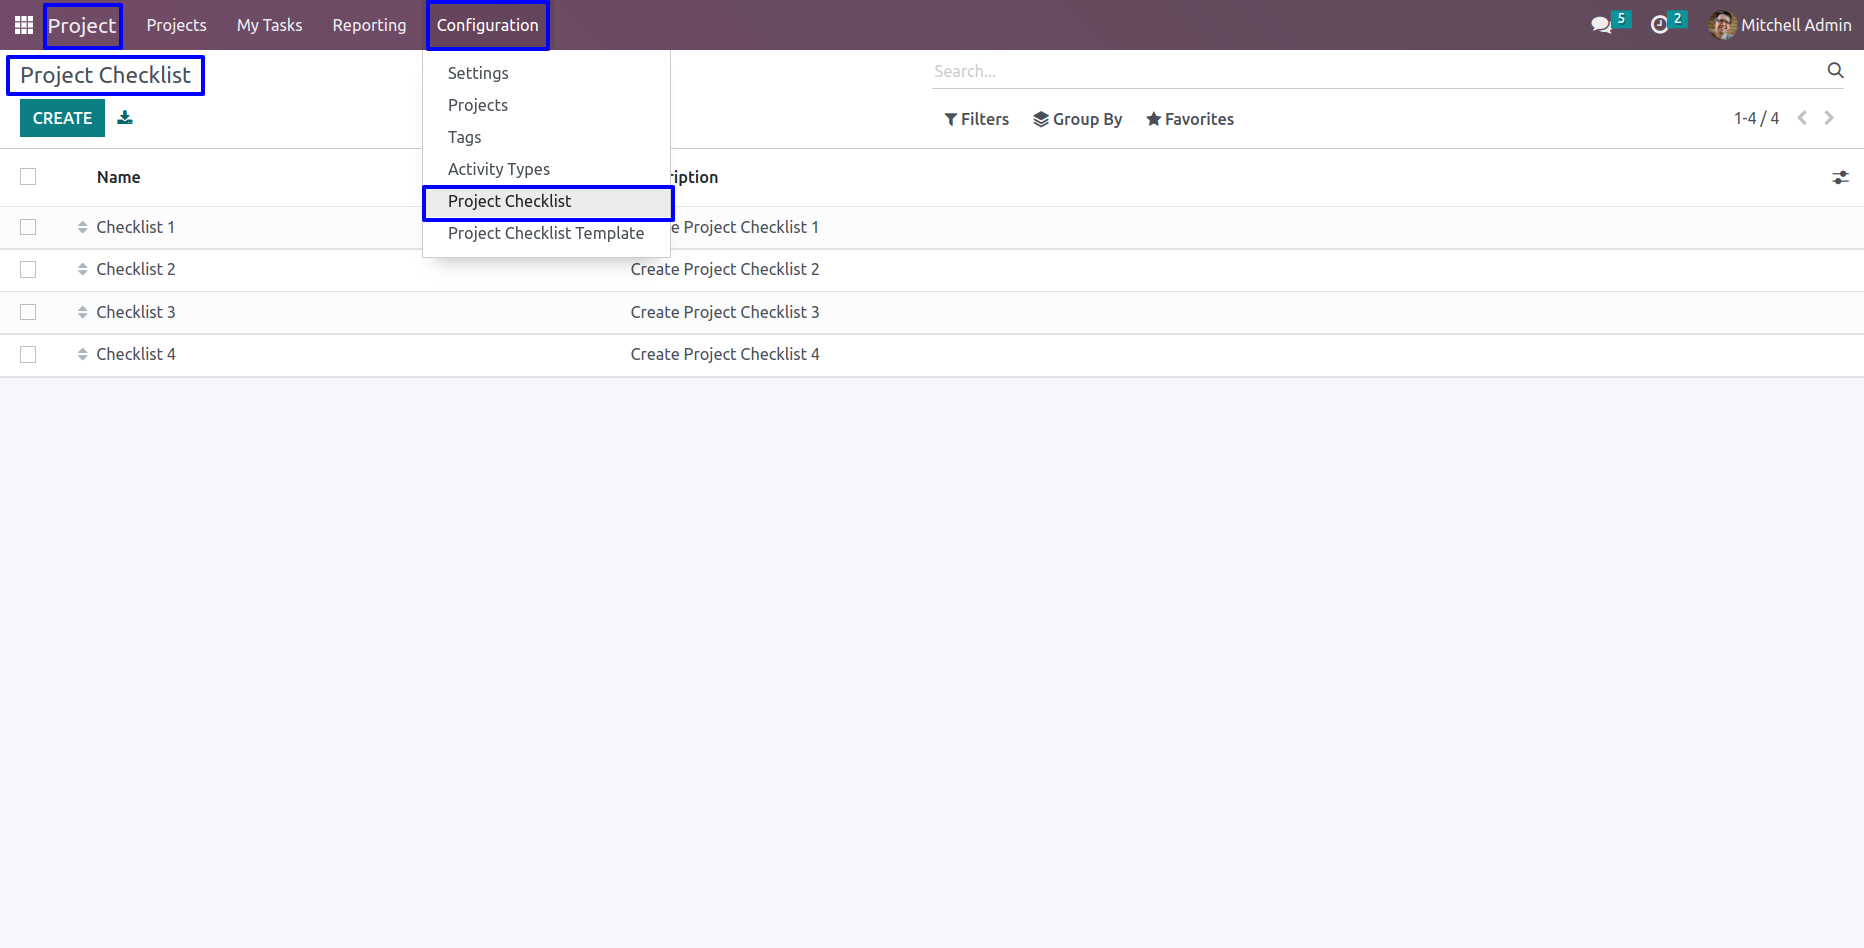 Project Projects My Tasks Reporting Configuration 5 2 Mitchell Admin
Project Checklist
Search...
CREATE
Filters Group By Favorites 1-4 / 4
Settings
Projects
Tags
Activity Types
Project Checklist
Project Checklist Template
Name ription
Checklist 1 e Project Checklist 1
Checklist 2 Create Project Checklist 2
Checklist 3 Create Project Checklist 3
Checklist 4 Create Project Checklist 4